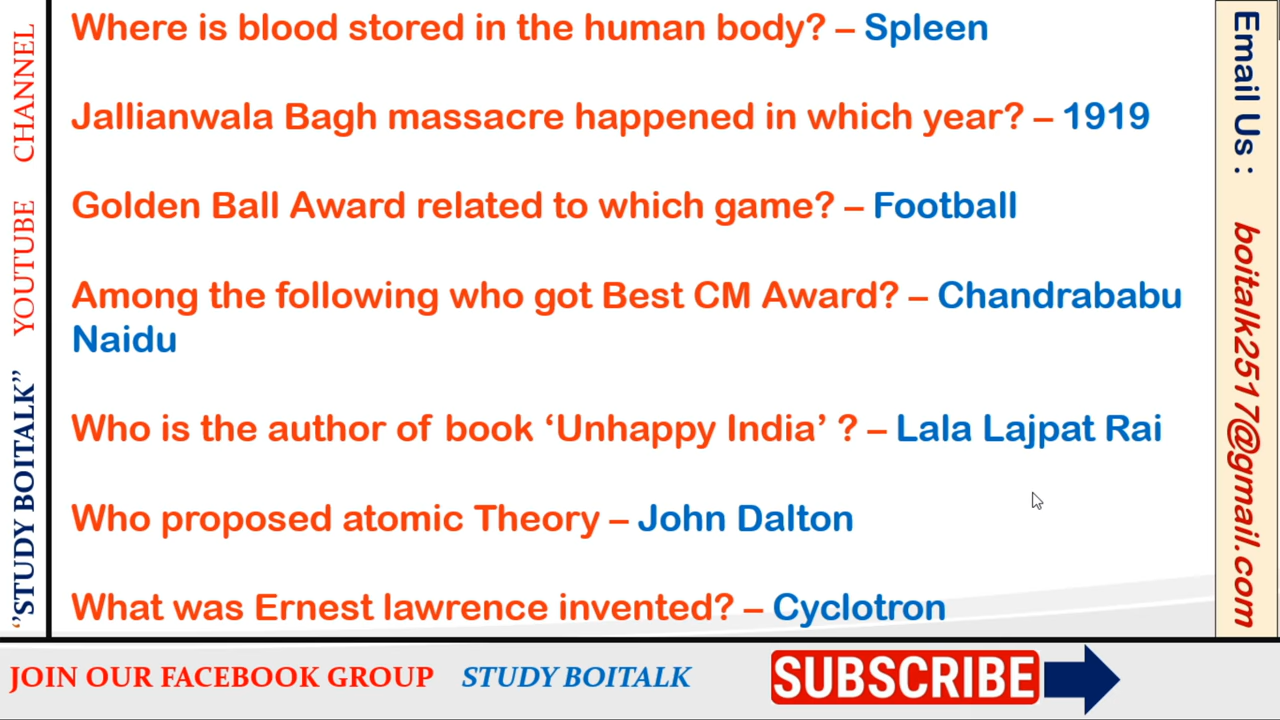 Where is blood stored in the human body? – Spleen
Jallianwala Bagh massacre happened in which year? – 1919
Golden Ball Award related to which game? – Football
Among the following who got Best CM Award? – Chandrababu
Naidu
Who is the author of book ‘Unhappy India’ ? – Lala Lajpat Rai
Who proposed atomic Theory – John Dalton
What was Ernest lawrence invented? – Cyclotron
‘’STUDY BOITALK’’ YOUTUBE CHANNEL
Email Us : boitalk2517@gmail.com
JOIN OUR FACEBOOK GROUP STUDY BOITALK SUBSCRIBE